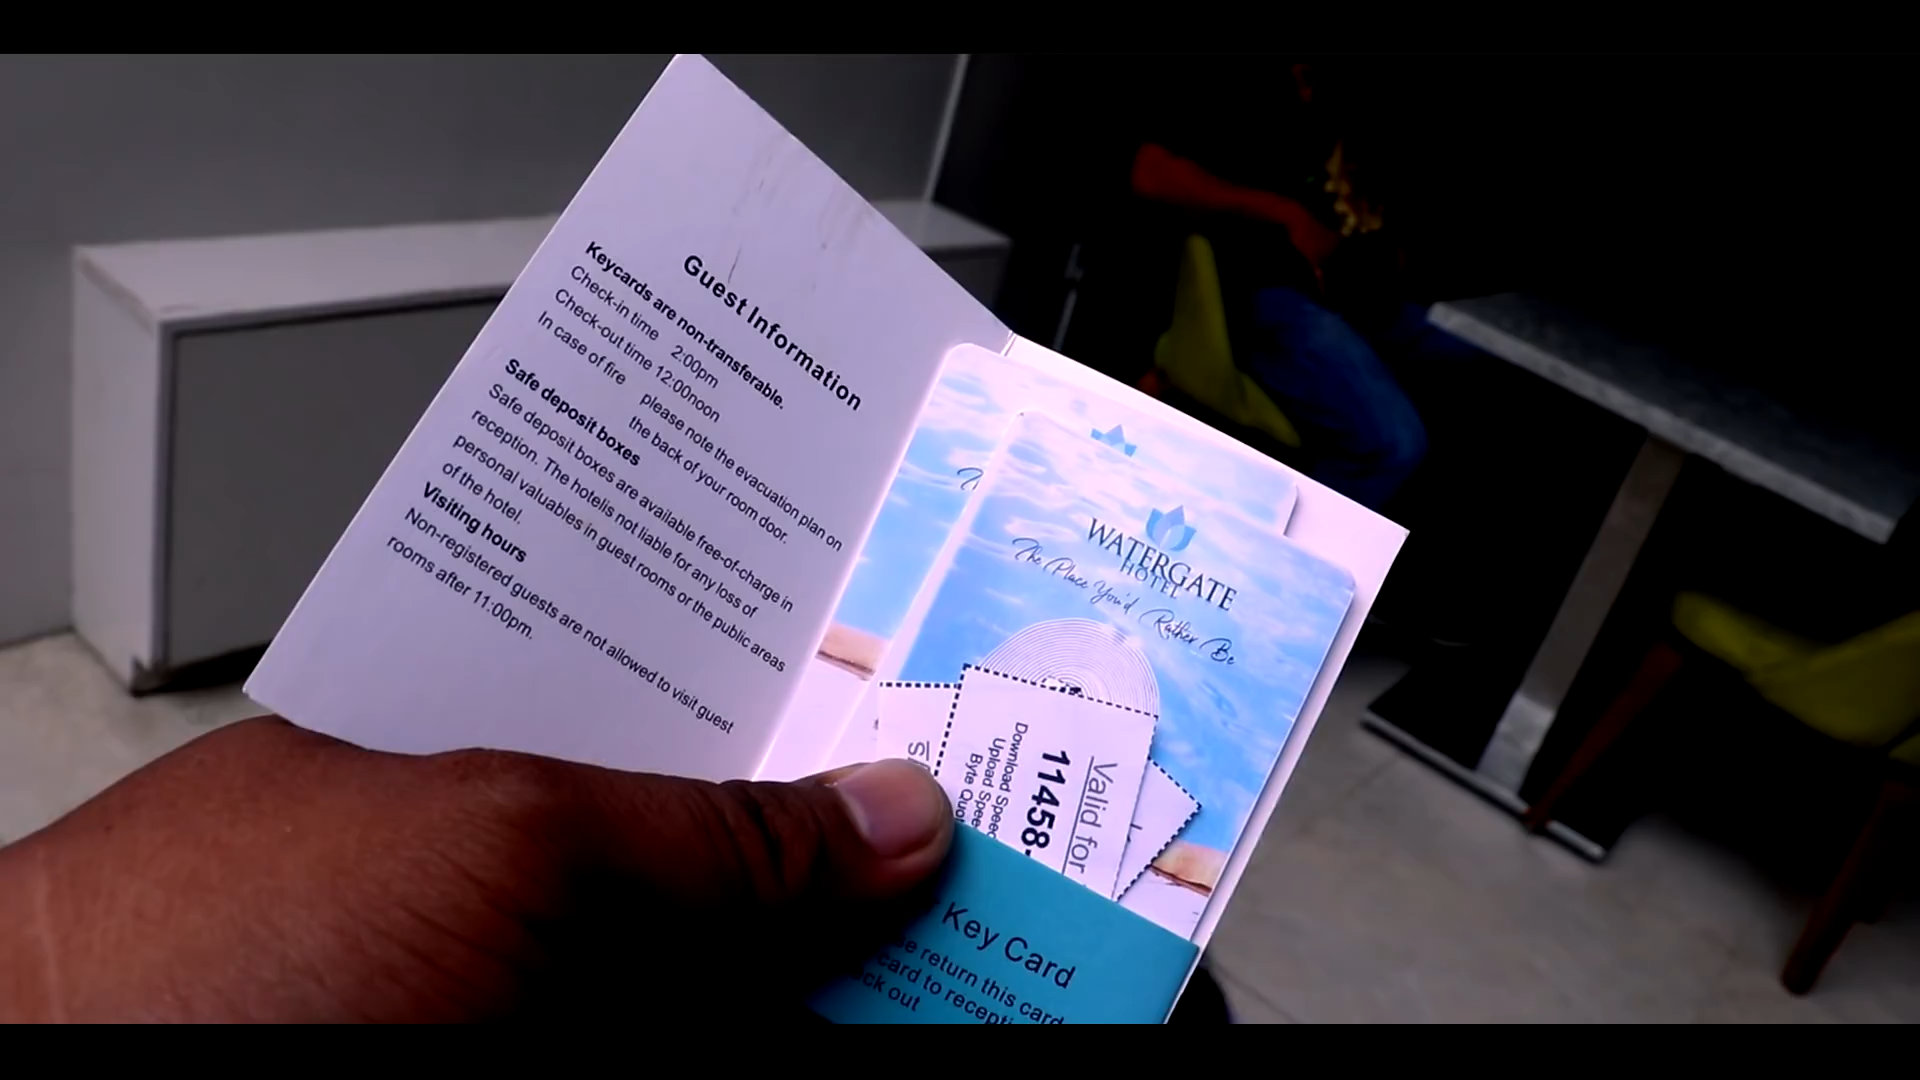 Guest Information
Keycards are non-transferable.
Check-in time 2:00pm
Check-out time 12:00noon
In case of fire please note the evacuation plan on
the back of your room door.
Safe deposit boxes
Safe deposit boxes are available free-of-charge in
reception. The hotelis not liable for any loss of
personal valuables in guest rooms or the public areas
of the hotel.
Visiting hours
Non-registered guests are not allowed to visit guest
rooms after 11:00pm.
WATERGATE
HOTEL
The Place You'd Rather Be
Valid for
11458-
Download Speed
Upload Spee
Byte Quo
Key Card
return this card
card to recepti
out